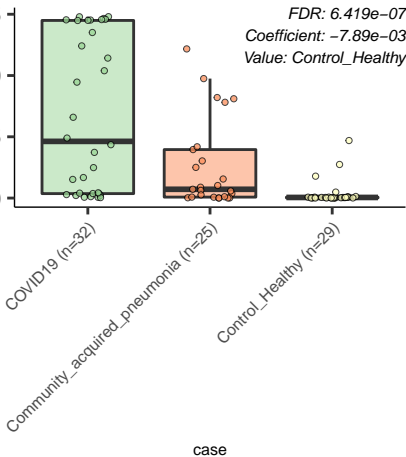 FDR: 6.419e−07
Coefficient: −7.89e−03
Value: Control_Healthy
COVID19 (n=32)
Community_acquired_pneumonia (n=25)
Control_Healthy (n=29)
case